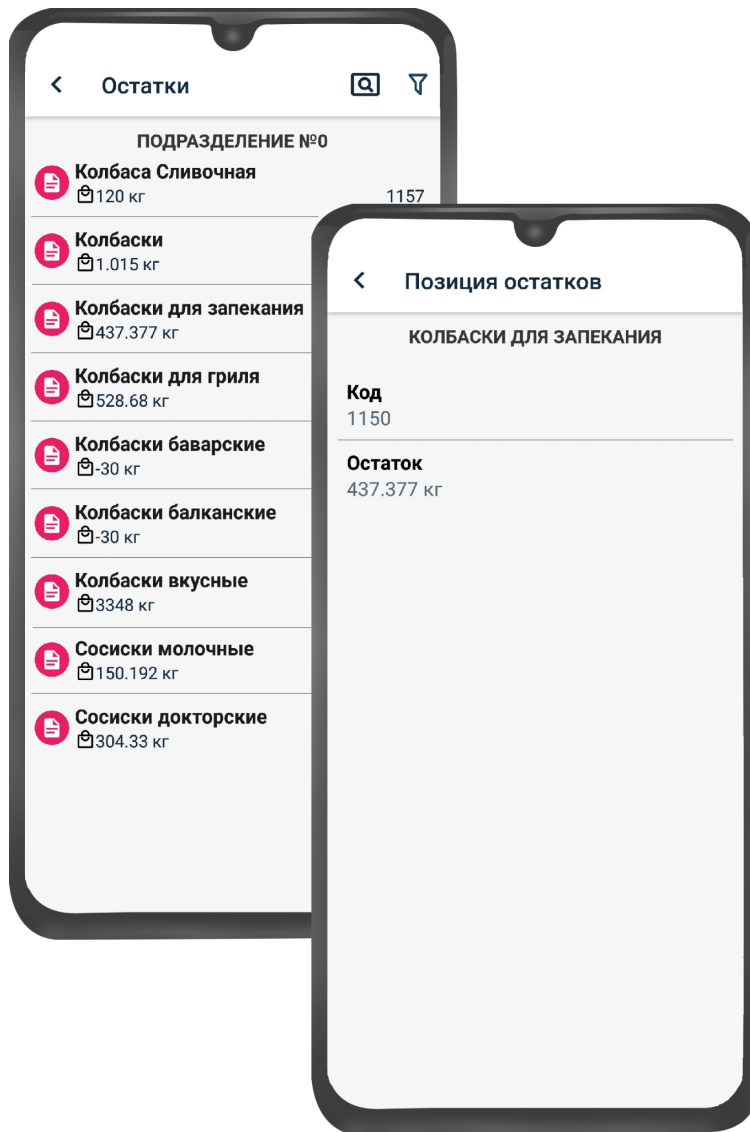 Остатки
ПОДРАЗДЕЛЕНИЕ №0
Колбаса Сливочная
120 кг 1157
Колбаски
1.015 кг
Колбаски для запекания
437.377 кг
Колбаски для гриля
528.68 кг
Колбаски баварские
-30 кг
Колбаски балканские
-30 кг
Колбаски вкусные
3348 кг
Сосиски молочные
150.192 кг
Сосиски докторские
304.33 кг
Позиция остатков
КОЛБАСКИ ДЛЯ ЗАПЕКАНИЯ
Код
1150
Остаток
437.377 кг